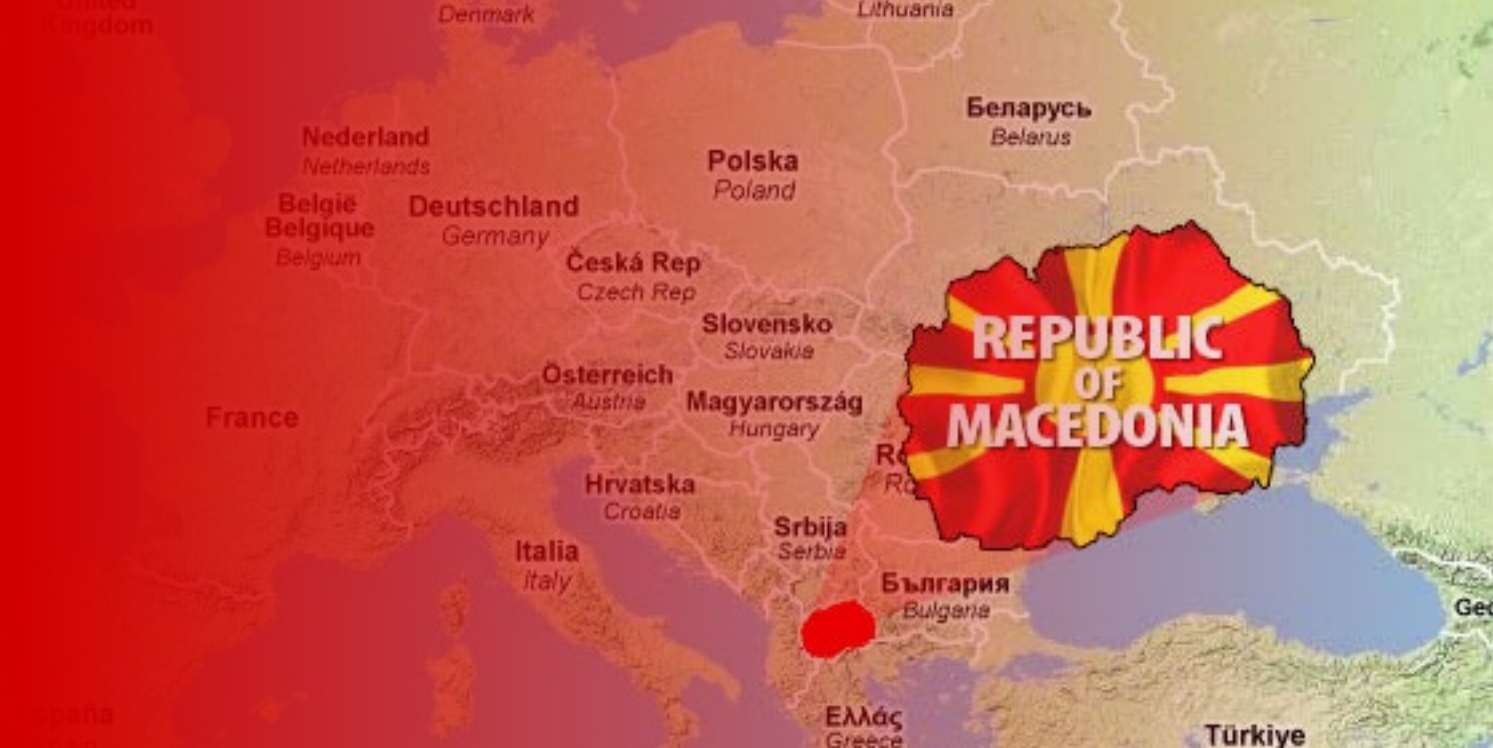 United
Kingdom
Denmark
Lithuania
Беларусь
Belarus
Nederland
Netherlands
Polska
Poland
België
Belgique
Belgium
Deutschland
Germany
Česká Rep
Czech Rep
Slovensko
Slovakia
Österreich
Austria
Magyarország
Hungary
France
REPUBLIC
OF
MACEDONIA
Hrvatska
Croatia
Srbija
Serbia
Italia
Italy
България
Bulgaria
Ελλάς
Greece
Türkiye